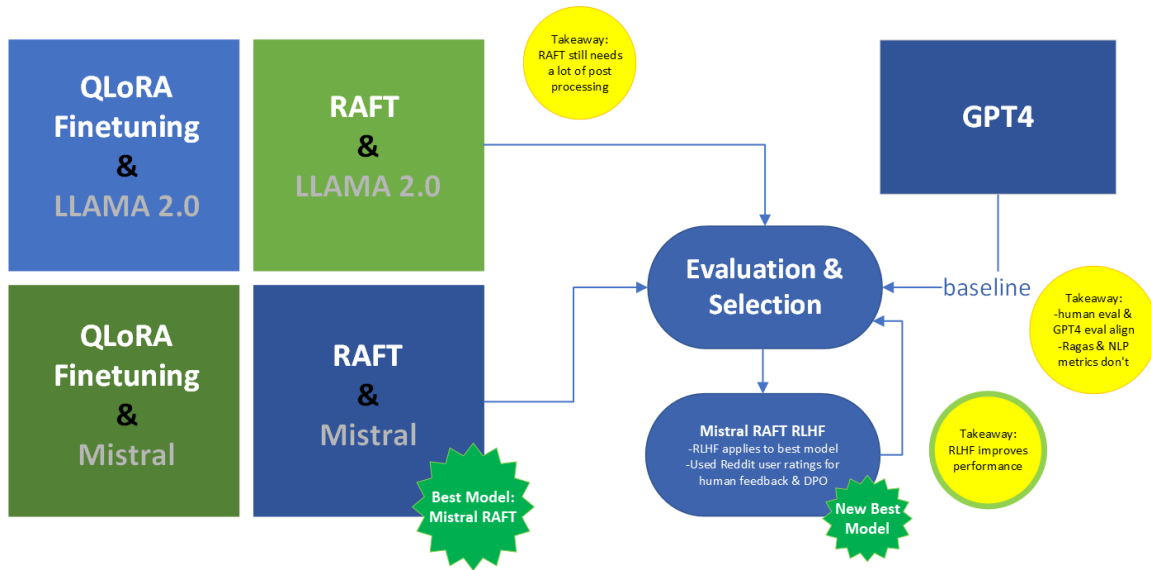 QLoRA
Finetuning
&
LLAMA 2.0
RAFT
&
LLAMA 2.0
Takeaway:
RAFT still needs
a lot of post
processing
GPT4
QLoRA
Finetuning
&
Mistral
RAFT
&
Mistral
Best Model:
Mistral RAFT
Evaluation &
Selection
baseline
Takeaway:
-human eval &
GPT4 eval align
-Ragas & NLP
metrics don't
Mistral RAFT RLHF
-RLHF applies to best model
-Used Reddit user ratings for
human feedback & DPO
New Best
Model
Takeaway:
RLHF improves
performance